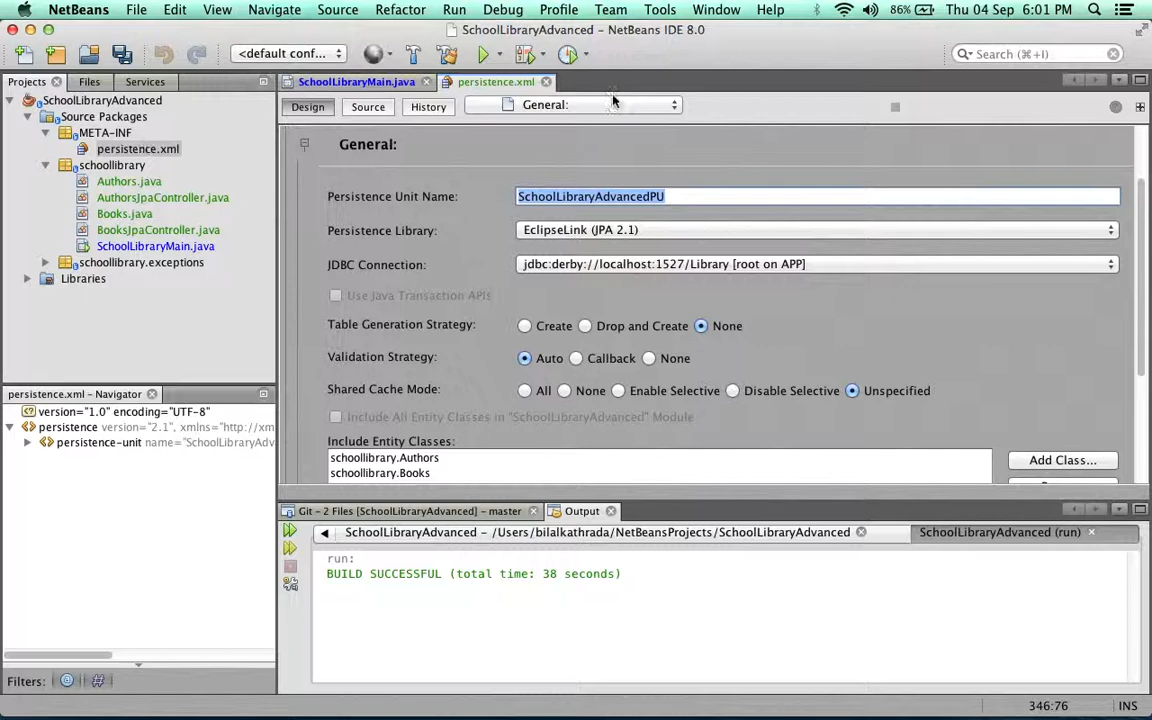 NetBeans File Edit View Navigate Source Refactor Run Debug Profile Team Tools Window Help 86% Thu 04 Sep 6:01 PM
SchoolLibraryAdvanced - NetBeans IDE 8.0
<default conf... Search (⌘+I)
Projects Files Services
SchoolLibraryMain.java persistence.xml
SchoolLibraryAdvanced
Source Packages
META-INF
persistence.xml
schoollibrary
Authors.java
AuthorsJpaController.java
Books.java
BooksJpaController.java
SchoolLibraryMain.java
schoollibrary.exceptions
Libraries
Design Source History General:
General:
Persistence Unit Name: SchoolLibraryAdvancedPU
Persistence Library: EclipseLink (JPA 2.1)
JDBC Connection: jdbc:derby://localhost:1527/Library [root on APP]
Use Java Transaction APIs
Table Generation Strategy: Create Drop and Create None
Validation Strategy: Auto Callback None
Shared Cache Mode: All None Enable Selective Disable Selective Unspecified
Include All Entity Classes in "SchoolLibraryAdvanced" Module
Include Entity Classes:
schoollibrary.Authors
schoollibrary.Books
Add Class...
persistence.xml - Navigator
version="1.0" encoding="UTF-8"
persistence version="2.1", xmlns="http://xm
persistence-unit name="SchoolLibraryAdv
Filters:
Git - 2 Files [SchoolLibraryAdvanced] - master Output
SchoolLibraryAdvanced - /Users/bilalkathrada/NetBeansProjects/SchoolLibraryAdvanced SchoolLibraryAdvanced (run)
run:
BUILD SUCCESSFUL (total time: 38 seconds)
346:76 INS